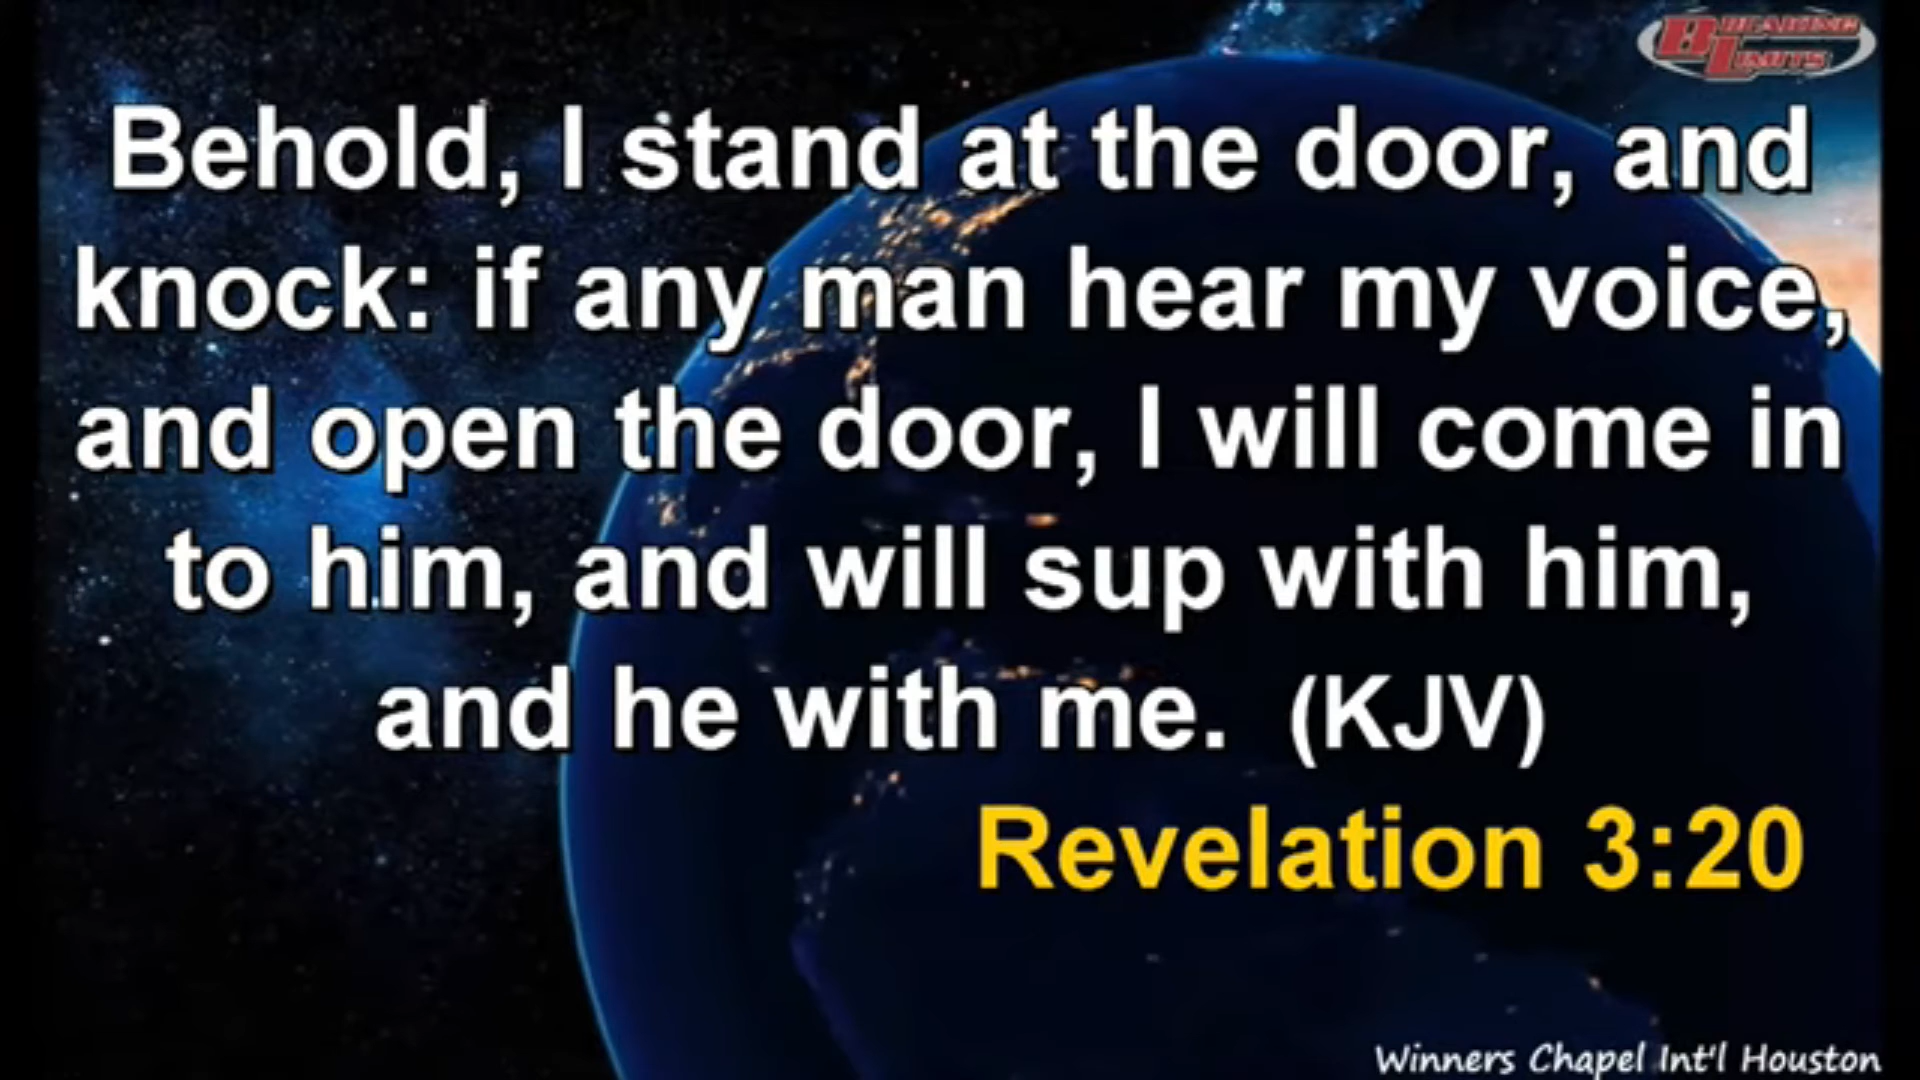 BREAKING
LIMITS
Behold, I stand at the door, and
knock: if any man hear my voice,
and open the door, I will come in
to him, and will sup with him,
and he with me. (KJV)
Revelation 3:20
Winners Chapel Int'l Houston